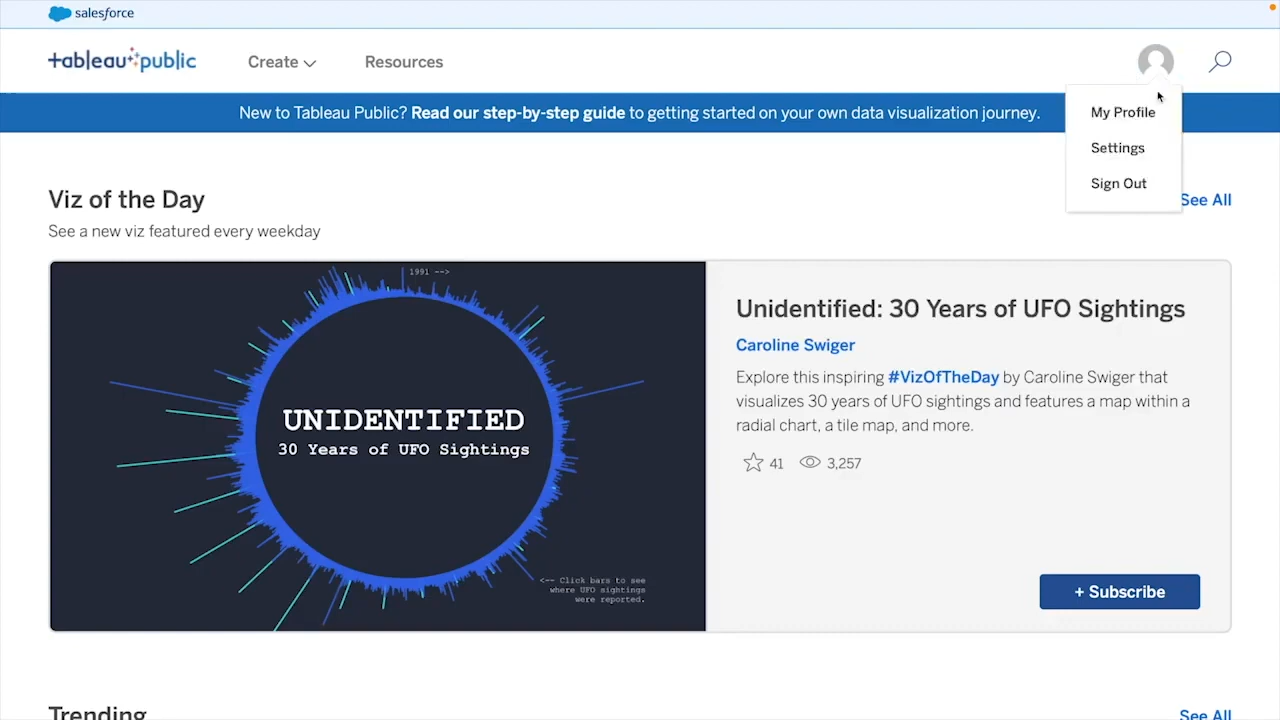 salesforce
tableau public
Create
Resources
New to Tableau Public? Read our step-by-step guide to getting started on your own data visualization journey.
My Profile
Settings
Sign Out
Viz of the Day
See All
See a new viz featured every weekday
1991 -->
UNIDENTIFIED
30 Years of UFO Sightings
<-- Click bars to see
where UFO sightings
were reported.
Unidentified: 30 Years of UFO Sightings
Caroline Swiger
Explore this inspiring #VizOfTheDay by Caroline Swiger that
visualizes 30 years of UFO sightings and features a map within a
radial chart, a tile map, and more.
41 3,257
+ Subscribe
Trending
See All